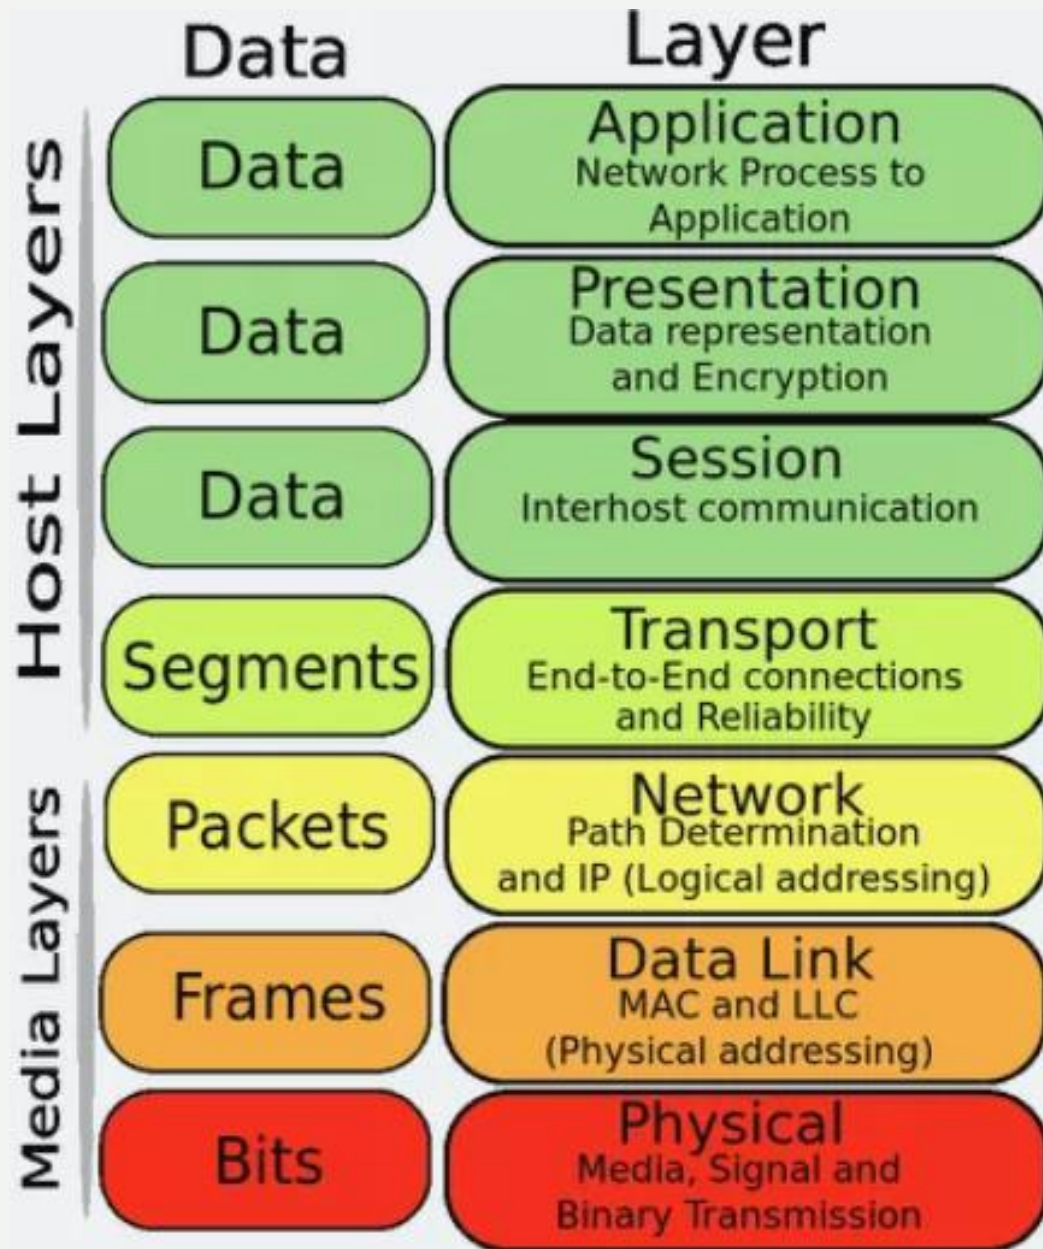 Data
Layer
Host Layers
Data
Application
Network Process to
Application
Data
Presentation
Data representation
and Encryption
Data
Session
Interhost communication
Segments
Transport
End-to-End connections
and Reliability
Media Layers
Packets
Network
Path Determination
and IP (Logical addressing)
Frames
Data Link
MAC and LLC
(Physical addressing)
Bits
Physical
Media, Signal and
Binary Transmission